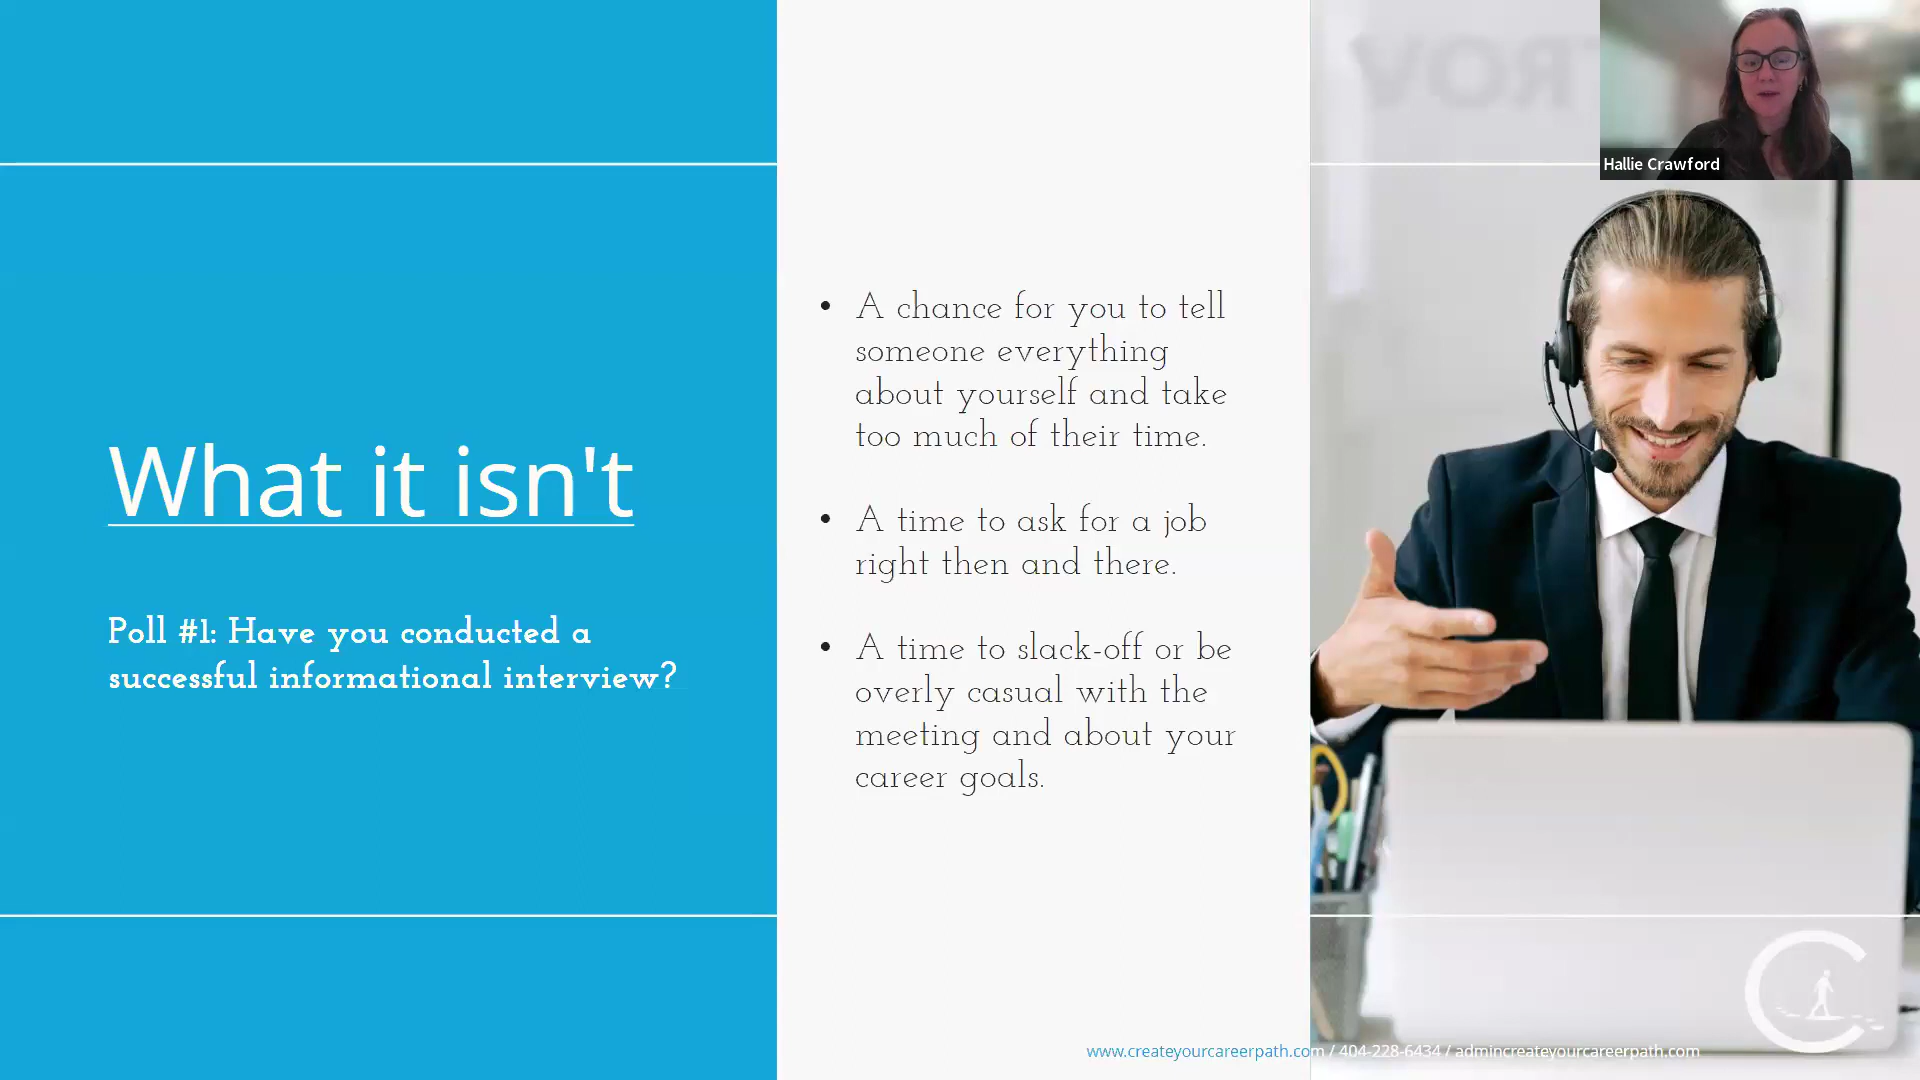 Hallie Crawford
What it isn't
Poll #1: Have you conducted a
successful informational interview?
• A chance for you to tell
someone everything
about yourself and take
too much of their time.
• A time to ask for a job
right then and there.
• A time to slack-off or be
overly casual with the
meeting and about your
career goals.
www.createyourcareerpath.com / 404-228-6434 / admincreateyourcareerpath.com